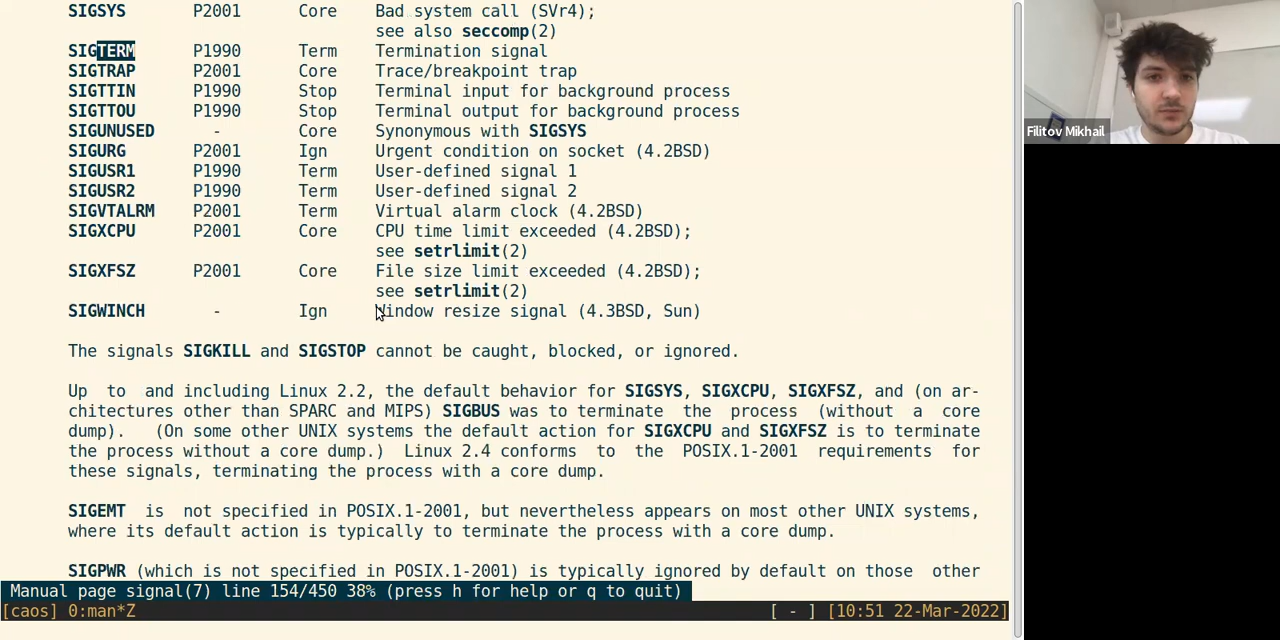 SIGSYS P2001 Core Bad system call (SVr4);
see also seccomp(2)
SIGTERM P1990 Term Termination signal
SIGTRAP P2001 Core Trace/breakpoint trap
SIGTTIN P1990 Stop Terminal input for background process
SIGTTOU P1990 Stop Terminal output for background process
SIGUNUSED - Core Synonymous with SIGSYS
SIGURG P2001 Ign Urgent condition on socket (4.2BSD)
SIGUSR1 P1990 Term User-defined signal 1
SIGUSR2 P1990 Term User-defined signal 2
SIGVTALRM P2001 Term Virtual alarm clock (4.2BSD)
SIGXCPU P2001 Core CPU time limit exceeded (4.2BSD);
see setrlimit(2)
SIGXFSZ P2001 Core File size limit exceeded (4.2BSD);
see setrlimit(2)
SIGWINCH - Ign Window resize signal (4.3BSD, Sun)
The signals SIGKILL and SIGSTOP cannot be caught, blocked, or ignored.
Up to and including Linux 2.2, the default behavior for SIGSYS, SIGXCPU, SIGXFSZ, and (on ar-
chitectures other than SPARC and MIPS) SIGBUS was to terminate the process (without a core
dump). (On some other UNIX systems the default action for SIGXCPU and SIGXFSZ is to terminate
the process without a core dump.) Linux 2.4 conforms to the POSIX.1-2001 requirements for
these signals, terminating the process with a core dump.
SIGEMT is not specified in POSIX.1-2001, but nevertheless appears on most other UNIX systems,
where its default action is typically to terminate the process with a core dump.
SIGPWR (which is not specified in POSIX.1-2001) is typically ignored by default on those other
Manual page signal(7) line 154/450 38% (press h for help or q to quit)
[caos] 0:man*Z [ - ] [10:51 22-Mar-2022]
Filitov Mikhail